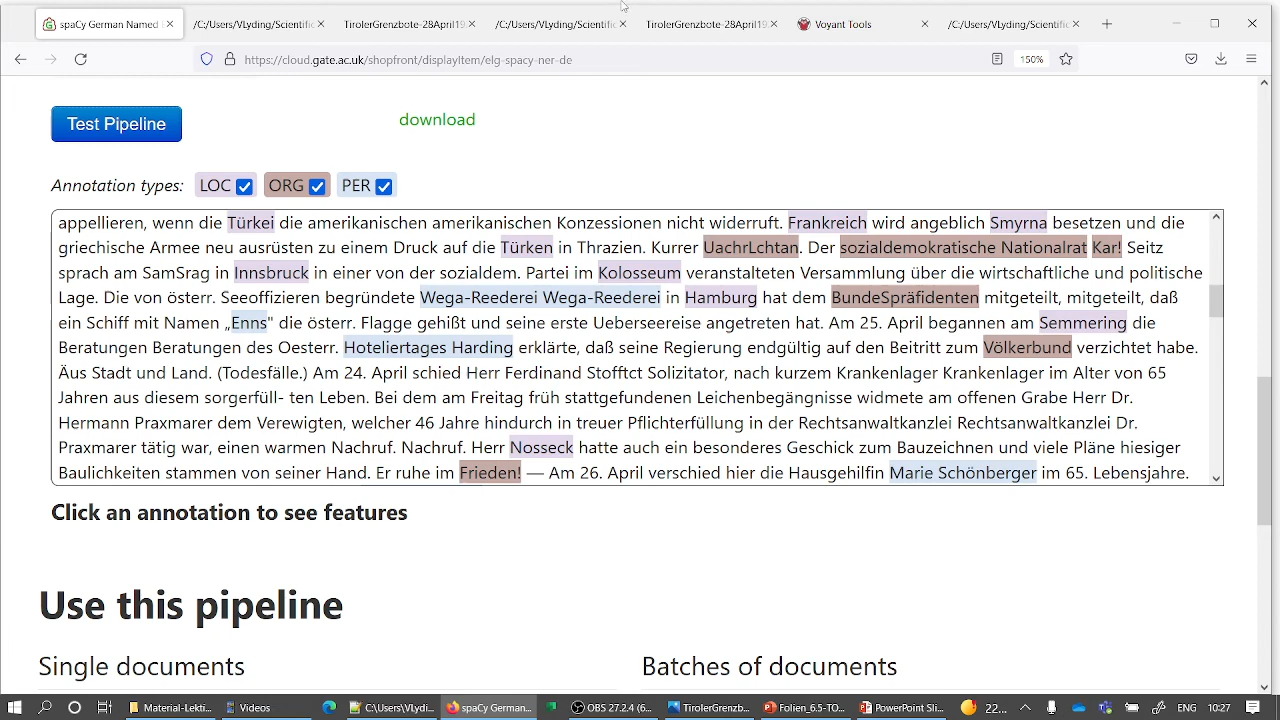 spaCy German Named
/C:/Users/VLyding/Scientific
TirolerGrenzbote-28April19
/C:/Users/VLyding/Scientific
TirolerGrenzbote-28April19
Voyant Tools
/C:/Users/VLyding/Scientific
https://cloud.gate.ac.uk/shopfront/displayItem/elg-spacy-ner-de
150%
Test Pipeline
download
Annotation types: LOC ORG PER
appellieren, wenn die Türkei die amerikanischen amerikanischen Konzessionen nicht widerruft. Frankreich wird angeblich Smyrna besetzen und die
griechische Armee neu ausrüsten zu einem Druck auf die Türken in Thrazien. Kurrer UachrLchtan. Der sozialdemokratische Nationalrat Kar! Seitz
sprach am SamSrag in Innsbruck in einer von der sozialdem. Partei im Kolosseum veranstalteten Versammlung über die wirtschaftliche und politische
Lage. Die von österr. Seeoffizieren begründete Wega-Reederei Wega-Reederei in Hamburg hat dem BundeSpräfidenten mitgeteilt, mitgeteilt, daß
ein Schiff mit Namen „Enns" die österr. Flagge gehißt und seine erste Ueberseereise angetreten hat. Am 25. April begannen am Semmering die
Beratungen Beratungen des Oesterr. Hoteliertages Harding erklärte, daß seine Regierung endgültig auf den Beitritt zum Völkerbund verzichtet habe.
Äus Stadt und Land. (Todesfälle.) Am 24. April schied Herr Ferdinand Stofftct Solizitator, nach kurzem Krankenlager Krankenlager im Alter von 65
Jahren aus diesem sorgerfüll- ten Leben. Bei dem am Freitag früh stattgefundenen Leichenbegängnisse widmete am offenen Grabe Herr Dr.
Hermann Praxmarer dem Verewigten, welcher 46 Jahre hindurch in treuer Pflichterfüllung in der Rechtsanwaltkanzlei Rechtsanwaltkanzlei Dr.
Praxmarer tätig war, einen warmen Nachruf. Nachruf. Herr Nosseck hatte auch ein besonderes Geschick zum Bauzeichnen und viele Pläne hiesiger
Baulichkeiten stammen von seiner Hand. Er ruhe im Frieden! — Am 26. April verschied hier die Hausgehilfin Marie Schönberger im 65. Lebensjahre.
Click an annotation to see features
Use this pipeline
Single documents
Batches of documents
Material-Lekt...
Videos
C:\Users\VLydi...
spaCy German...
OBS 27.2.4 (6...
TirolerGrenzb...
Folien_6.5-TO...
PowerPoint Sli...
22...
ENG
10:27